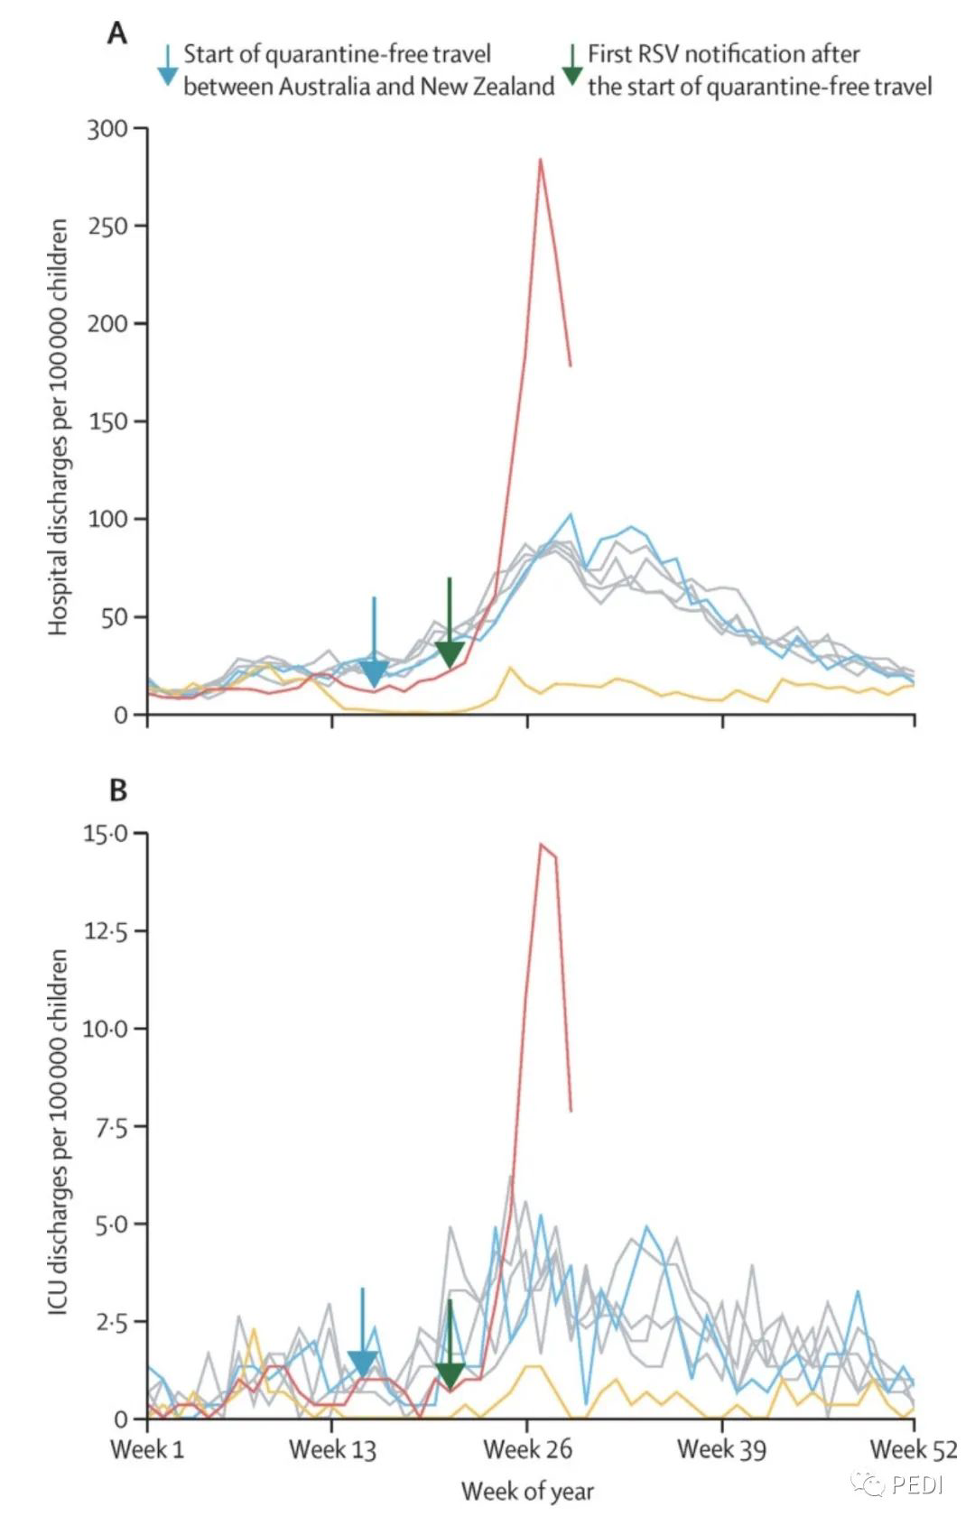 A
Start of quarantine-free travel
between Australia and New Zealand
First RSV notification after
the start of quarantine-free travel
300
250
200
150
100
50
0
Hospital discharges per 100 000 children
B
15·0
12·5
10·0
7·5
5·0
2·5
0
ICU discharges per 100 000 children
Week 1
Week 13
Week 26
Week 39
Week 52
Week of year
PEDI